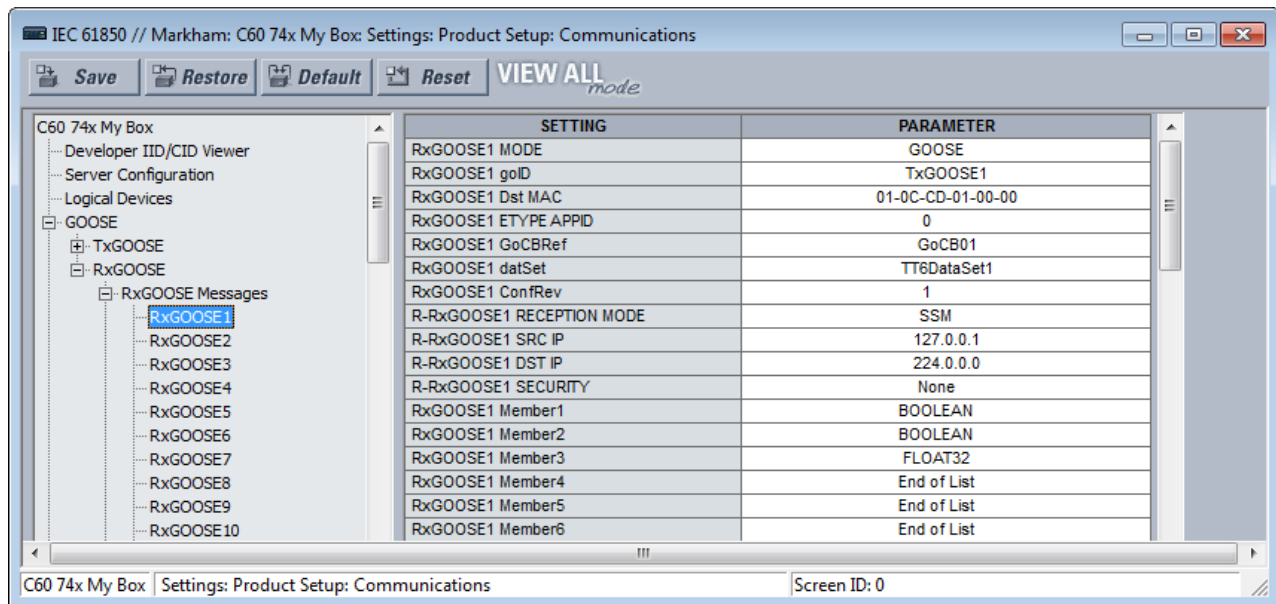 IEC 61850 // Markham: C60 74x My Box: Settings: Product Setup: Communications
Save Restore Default Reset VIEW ALL mode
C60 74x My Box
Developer IID/CID Viewer
Server Configuration
Logical Devices
GOOSE
TxGOOSE
RxGOOSE
RxGOOSE Messages
RxGOOSE1
RxGOOSE2
RxGOOSE3
RxGOOSE4
RxGOOSE5
RxGOOSE6
RxGOOSE7
RxGOOSE8
RxGOOSE9
RxGOOSE10
SETTING PARAMETER
RxGOOSE1 MODE GOOSE
RxGOOSE1 goID TxGOOSE1
RxGOOSE1 Dst MAC 01-0C-CD-01-00-00
RxGOOSE1 ETYPE APPID 0
RxGOOSE1 GoCBRef GoCB01
RxGOOSE1 datSet TT6DataSet1
RxGOOSE1 ConfRev 1
R-RxGOOSE1 RECEPTION MODE SSM
R-RxGOOSE1 SRC IP 127.0.0.1
R-RxGOOSE1 DST IP 224.0.0.0
R-RxGOOSE1 SECURITY None
RxGOOSE1 Member1 BOOLEAN
RxGOOSE1 Member2 BOOLEAN
RxGOOSE1 Member3 FLOAT32
RxGOOSE1 Member4 End of List
RxGOOSE1 Member5 End of List
RxGOOSE1 Member6 End of List
C60 74x My Box Settings: Product Setup: Communications Screen ID: 0